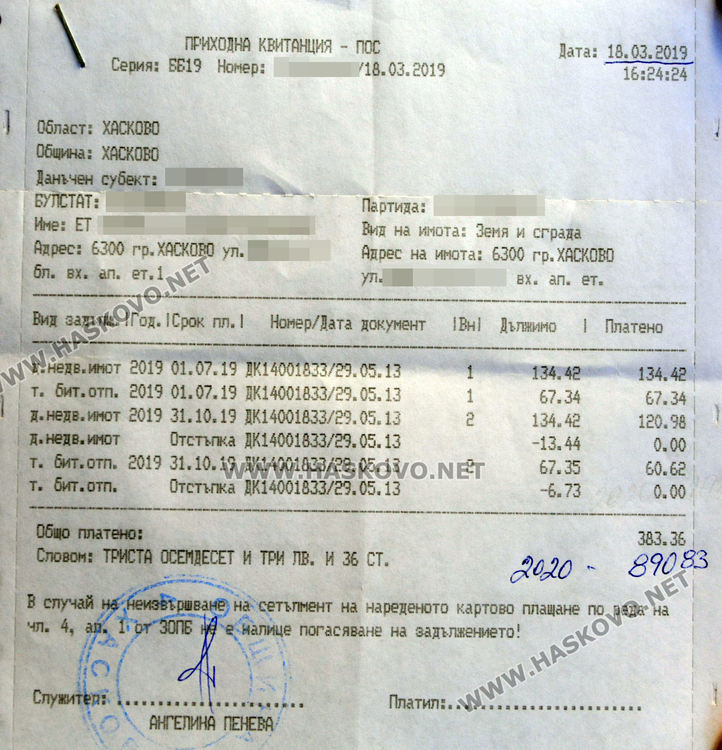 ПРИХОДНА КВИТАНЦИЯ - ПОС
Дата: 18.03.2019
Серия: ББ19 Номер: /18.03.2019
16:24:24
Област: ХАСКОВО
Община: ХАСКОВО
Данъчен субект:
БУЛСТАТ:
Партида:
Име: ЕТ
Вид на имота: Земя и сграда
Адрес: 6300 гр.ХАСКОВО ул.
Адрес на имота: 6300 гр.ХАСКОВО
бл. вх. ап. ет.1
ул. вх. ап. ет.
Вид задълж. |Год.|Срок пл.| Номер/Дата документ |Вн| Дължимо | Платено
д.недв.имот 2019 01.07.19 ДК14001833/29.05.13 1 134.42 134.42
т. бит.отп. 2019 01.07.19 ДК14001833/29.05.13 1 67.34 67.34
д.недв.имот 2019 31.10.19 ДК14001833/29.05.13 2 134.42 120.98
д.недв.имот Отстъпка ДК14001833/29.05.13 -13.44 0.00
т. бит.отп. 2019 31.10.19 ДК14001833/29.05.13 2 67.35 60.62
т. бит.отп. Отстъпка ДК14001833/29.05.13 -6.73 0.00
Общо платено: 383.36
Словом: ТРИСТА ОСЕМДЕСЕТ И ТРИ ЛВ. И 36 СТ.
2020 - 89083
В случай на неизвършване на сетълмент на нареденото картово плащане по реда на
чл. 4, ал. 1 от ЗОПБ не е налице погасяване на задължението!
Служител:
Платил:
АНГЕЛИНА ПЕНЕВА
ОБЩИНА ХАСКОВО
WWW.HASKOVO.NET
WWW.HASKOVO.NET
WWW.HASKOVO.NET